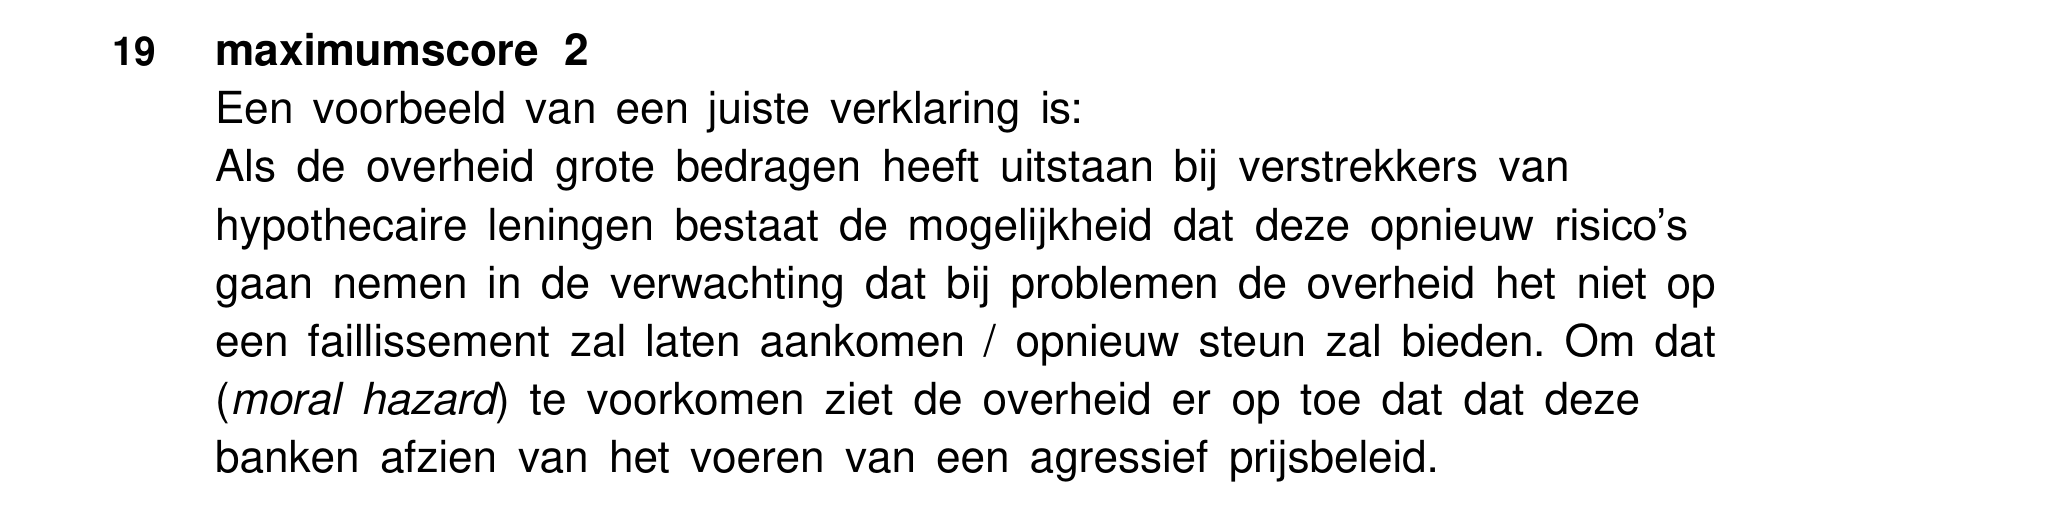 19 maximumscore 2
Een voorbeeld van een juiste verklaring is:
Als de overheid grote bedragen heeft uitstaan bij verstrekkers van
hypothecaire leningen bestaat de mogelijkheid dat deze opnieuw risico’s
gaan nemen in de verwachting dat bij problemen de overheid het niet op
een faillissement zal laten aankomen / opnieuw steun zal bieden. Om dat
(moral hazard) te voorkomen ziet de overheid er op toe dat dat deze
banken afzien van het voeren van een agressief prijsbeleid.